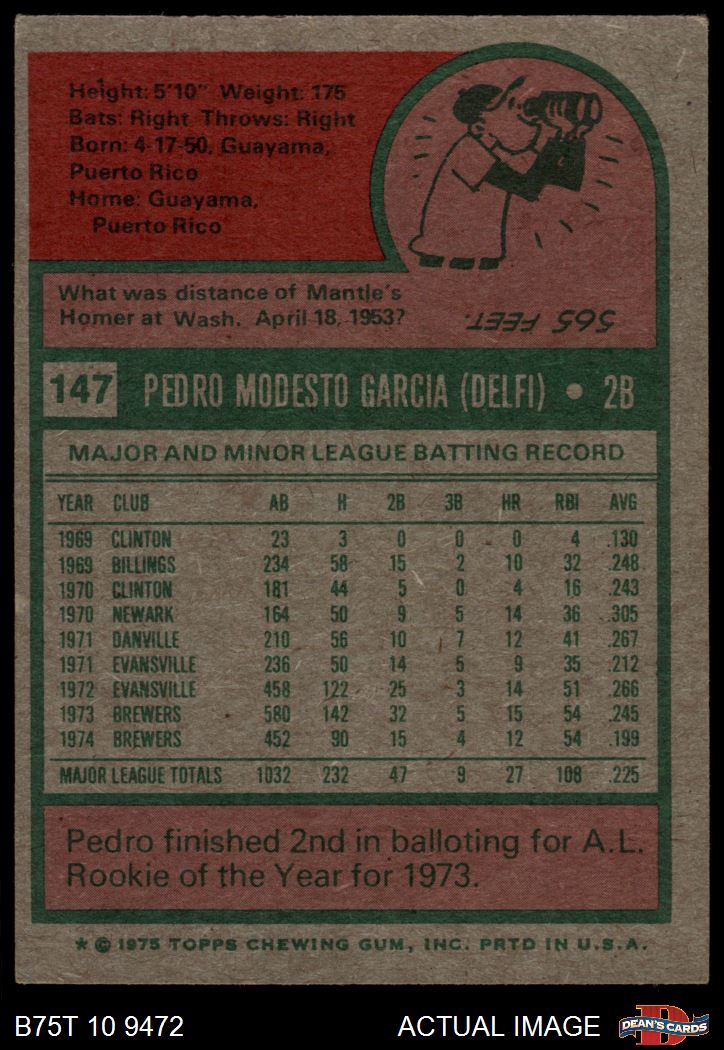 Height: 5'10" Weight: 175
Bats: Right Throws: Right
Born: 4-17-50, Guayama,
Puerto Rico
Home: Guayama,
Puerto Rico
What was distance of Mantle's
Homer at Wash. April 18, 1953?
565 FEET.
147 PEDRO MODESTO GARCIA (DELFI) • 2B
MAJOR AND MINOR LEAGUE BATTING RECORD
YEAR CLUB AB H 2B 3B HR RBI AVG
1969 CLINTON 23 3 0 0 0 4 .130
1969 BILLINGS 234 58 15 2 10 32 .248
1970 CLINTON 181 44 5 0 4 16 .243
1970 NEWARK 164 50 9 5 14 36 .305
1971 DANVILLE 210 56 10 7 12 41 .267
1971 EVANSVILLE 236 50 14 5 9 35 .212
1972 EVANSVILLE 458 122 25 3 14 51 .266
1973 BREWERS 580 142 32 5 15 54 .245
1974 BREWERS 452 90 15 4 12 54 .199
MAJOR LEAGUE TOTALS 1032 232 47 9 27 108 .225
Pedro finished 2nd in balloting for A.L.
Rookie of the Year for 1973.
* © 1975 TOPPS CHEWING GUM, INC. PRTD IN U.S.A.
B75T 10 9472 ACTUAL IMAGE D DEAN'S CARDS